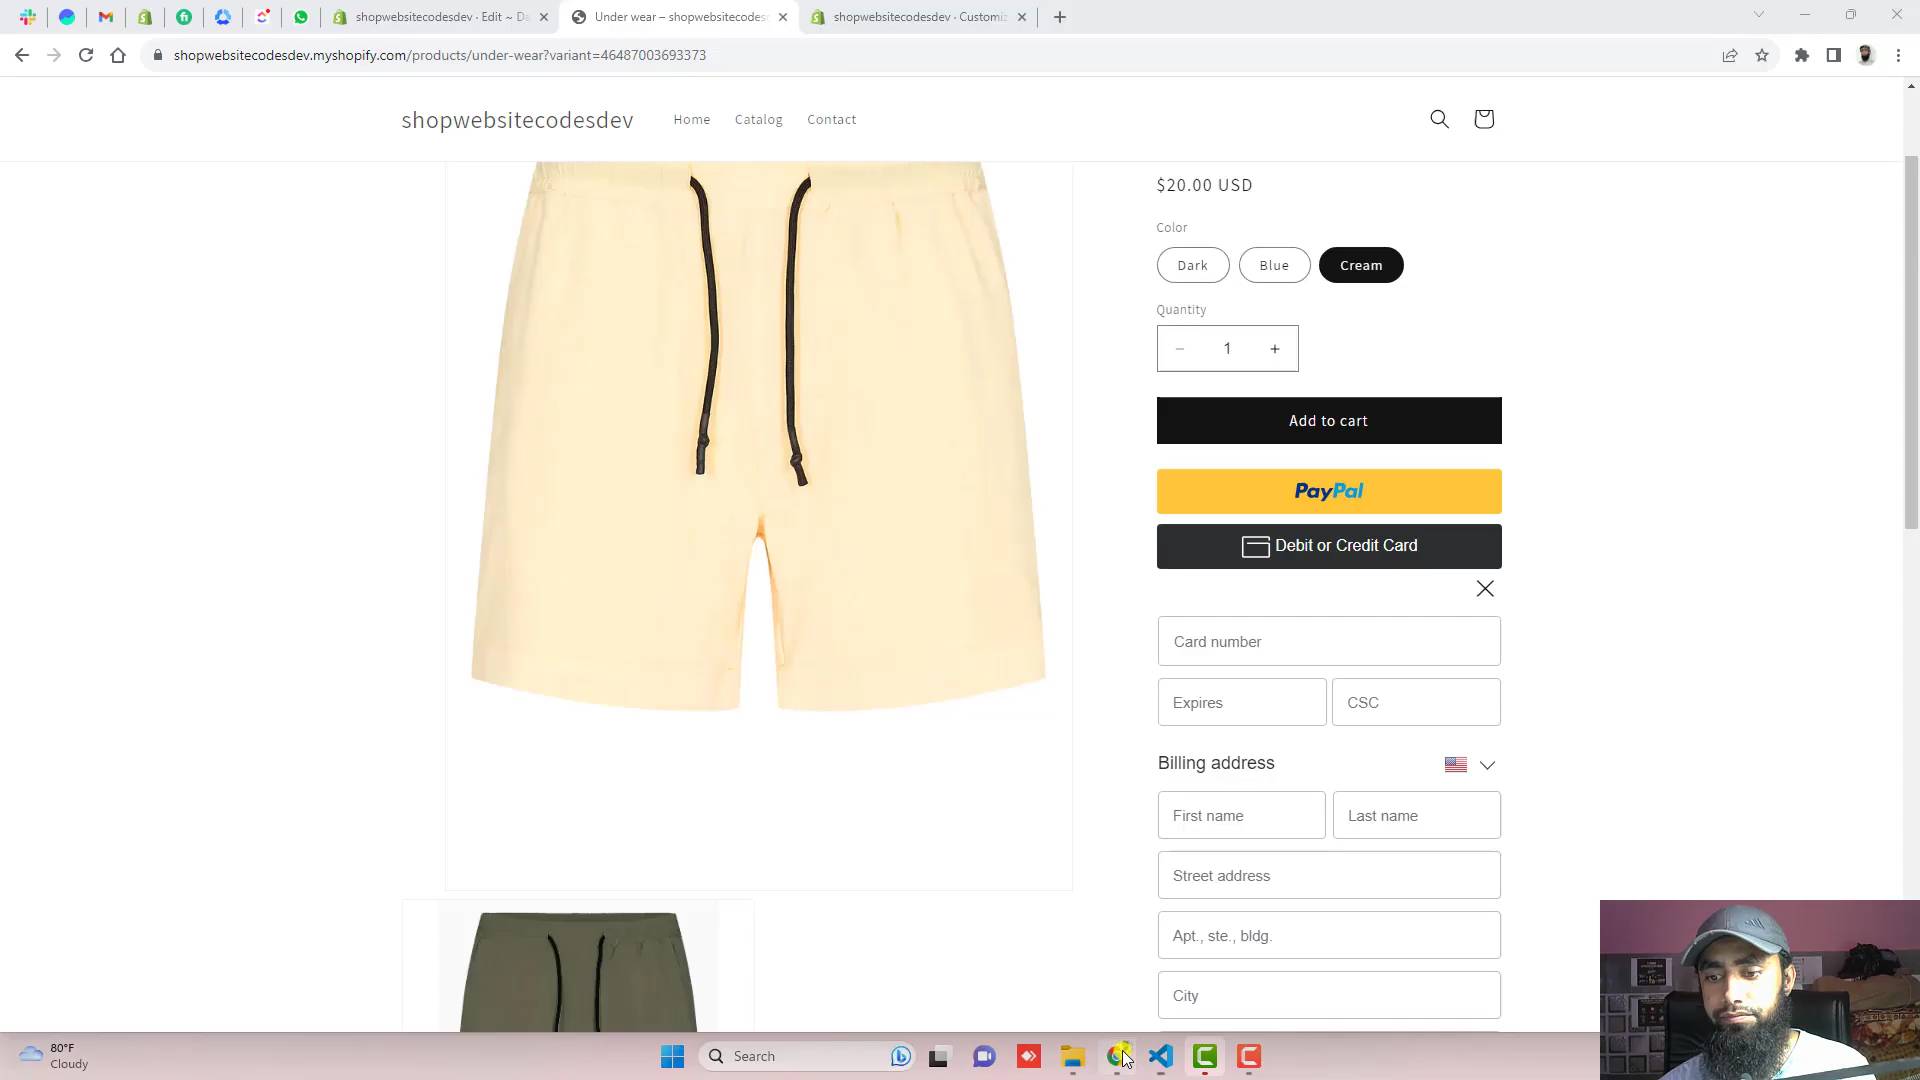 shopwebsitecodesdev · Edit ~ Da
Under wear – shopwebsitecodes
shopwebsitecodesdev · Customiz
shopwebsitecodesdev.myshopify.com/products/under-wear?variant=46487003693373
shopwebsitecodesdev
Home
Catalog
Contact
$20.00 USD
Color
Dark
Blue
Cream
Quantity
1
Add to cart
PayPal
Debit or Credit Card
Card number
Expires
CSC
Billing address
First name
Last name
Street address
Apt., ste., bldg.
City
80°F
Cloudy
Search